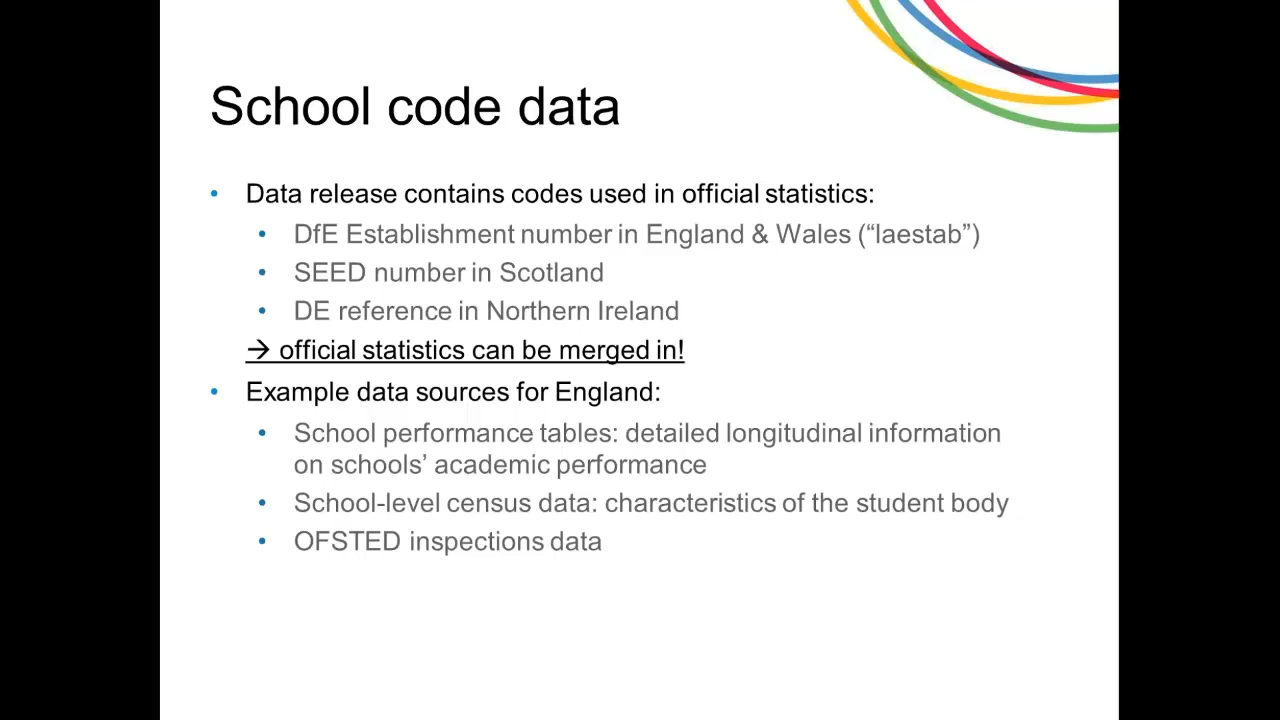 School code data
• Data release contains codes used in official statistics:
• DfE Establishment number in England & Wales (“laestab”)
• SEED number in Scotland
• DE reference in Northern Ireland
→ official statistics can be merged in!
• Example data sources for England:
• School performance tables: detailed longitudinal information
on schools’ academic performance
• School-level census data: characteristics of the student body
• OFSTED inspections data